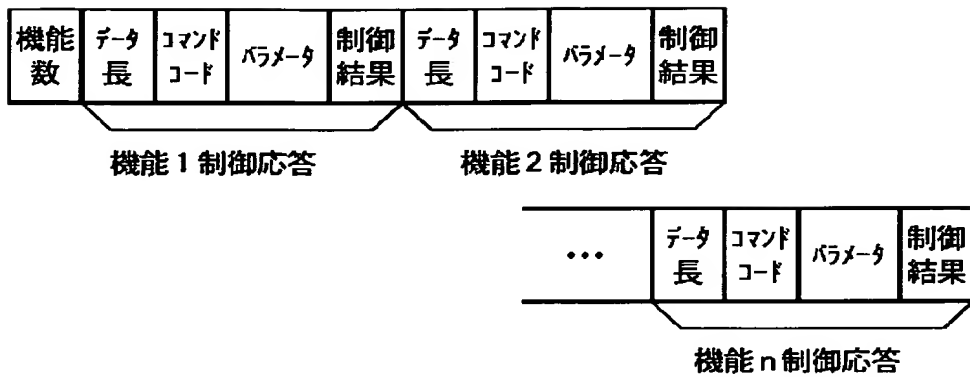 機能数 データ長 コマンドコード パラメータ 制御結果 データ長 コマンドコード パラメータ 制御結果
機能1制御応答 機能2制御応答
… データ長 コマンドコード パラメータ 制御結果
機能n制御応答